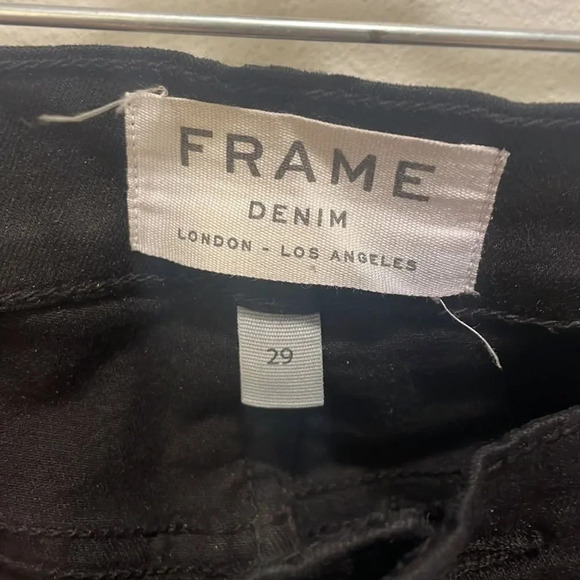 FRAME
DENIM
LONDON - LOS ANGELES
29